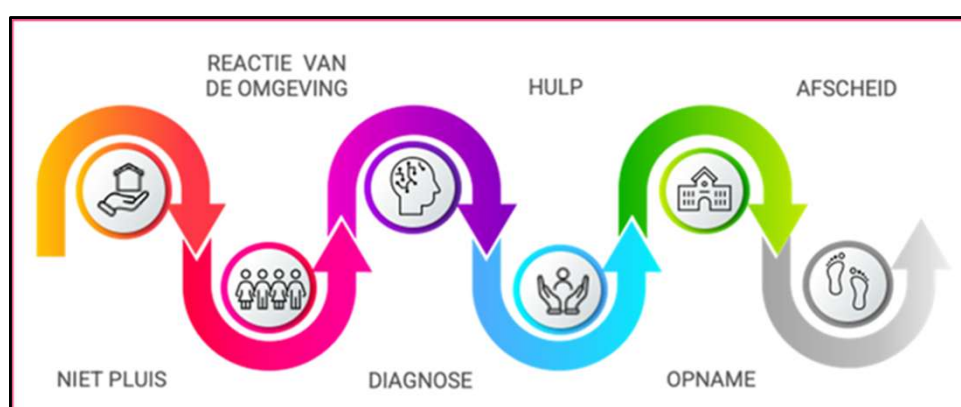 REACTIE VAN
DE OMGEVING
HULP
AFSCHEID
NIET PLUIS
DIAGNOSE
OPNAME